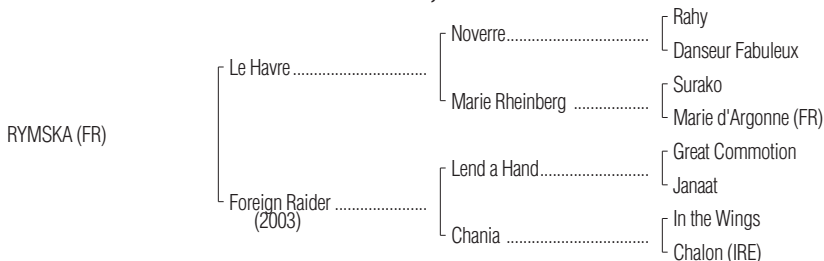 Rahy
Noverre
Danseur Fabuleux
Le Havre
Surako
Marie Rheinberg
Marie d'Argonne (FR)
RYMSKA (FR)
Great Commotion
Lend a Hand
Janaat
Foreign Raider
(2003)
In the Wings
Chania
Chalon (IRE)